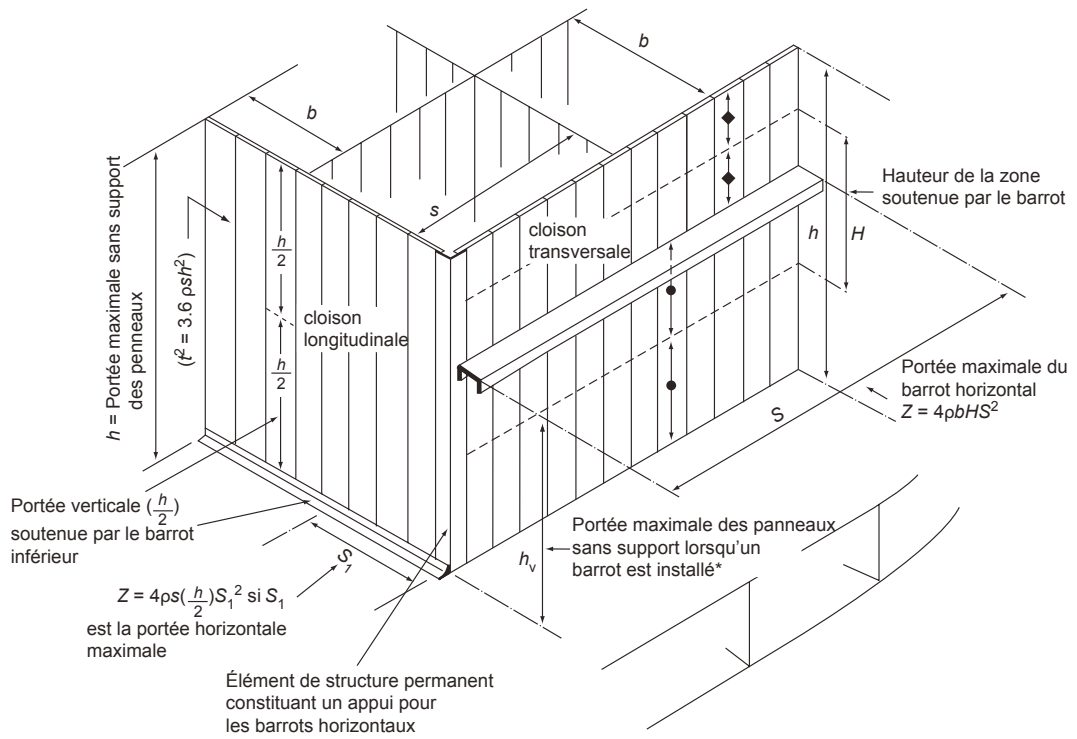 b
b
s
h = Portée maximale sans support
des penneaux
(t² = 3.6 ρsh²)
h/2
h/2
cloison
longitudinale
cloison
transversale
h
H
Hauteur de la zone
soutenue par le barrot
Portée maximale du
barrot horizontal
Z = 4ρbHS²
S
Portée verticale (h/2)
soutenue par le barrot
inférieur
S₁
Z = 4ρs(h/2)S₁² si S₁
est la portée horizontale
maximale
hᵥ
Portée maximale des panneaux
sans support lorsqu'un
barrot est installé*
Élément de structure permanent
constituant un appui pour
les barrots horizontaux